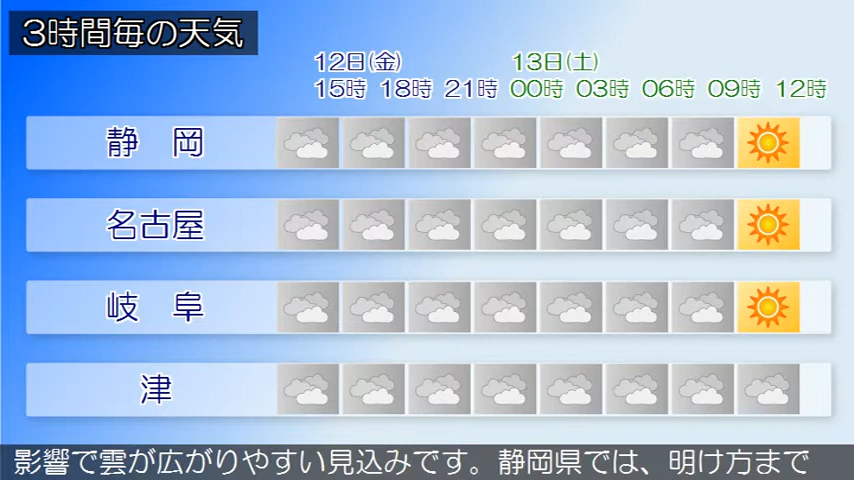 3時間毎の天気
12日(金) 13日(土)
15時 18時 21時 00時 03時 06時 09時 12時
静 岡
名古屋
岐 阜
津
影響で雲が広がりやすい見込みです。静岡県では、明け方まで